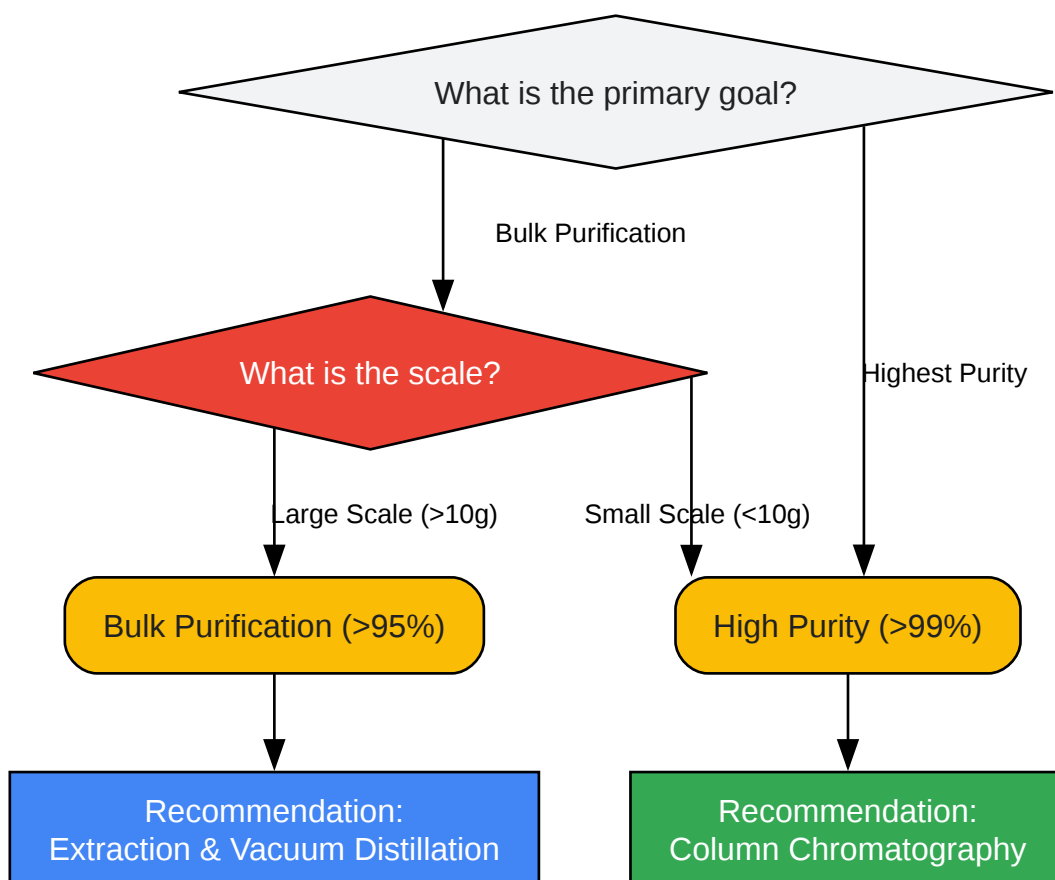 What is the primary goal?
Bulk Purification
What is the scale?
Highest Purity
Large Scale (>10g)
Small Scale (<10g)
Bulk Purification (>95%)
High Purity (>99%)
Recommendation:
Extraction & Vacuum Distillation
Recommendation:
Column Chromatography